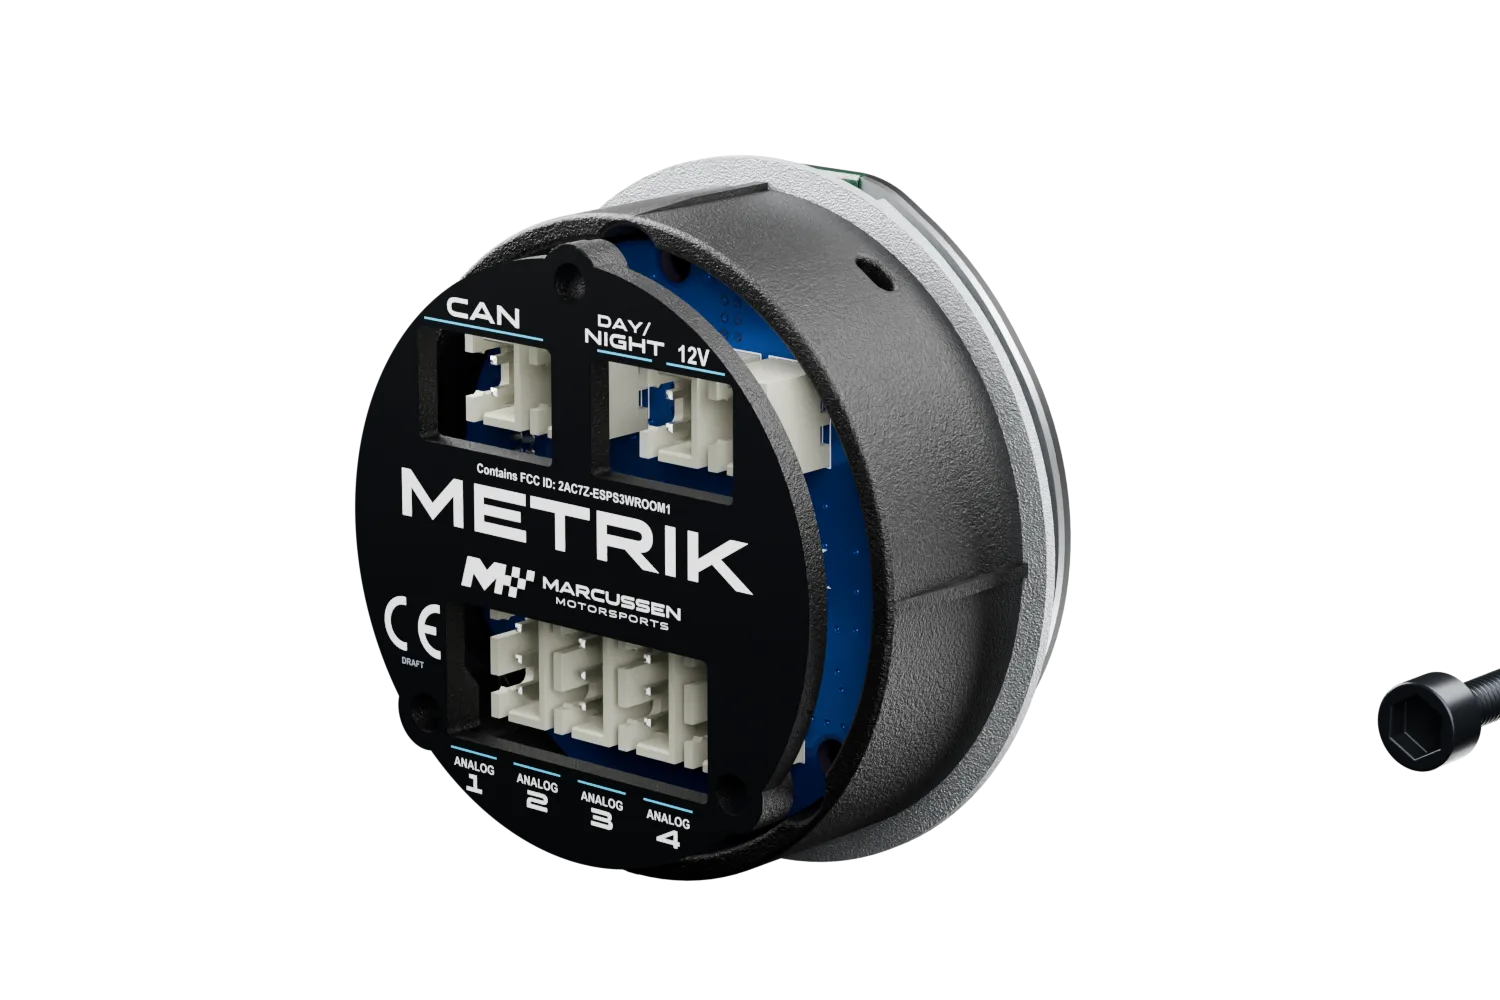 CAN
DAY/
NIGHT
12V
Contains FCC ID: 2AC7Z-ESPS3WROOM1
METRIK
M
MARCUSSEN
MOTORSPORTS
CE
DRAFT
ANALOG
1
ANALOG
2
ANALOG
3
ANALOG
4